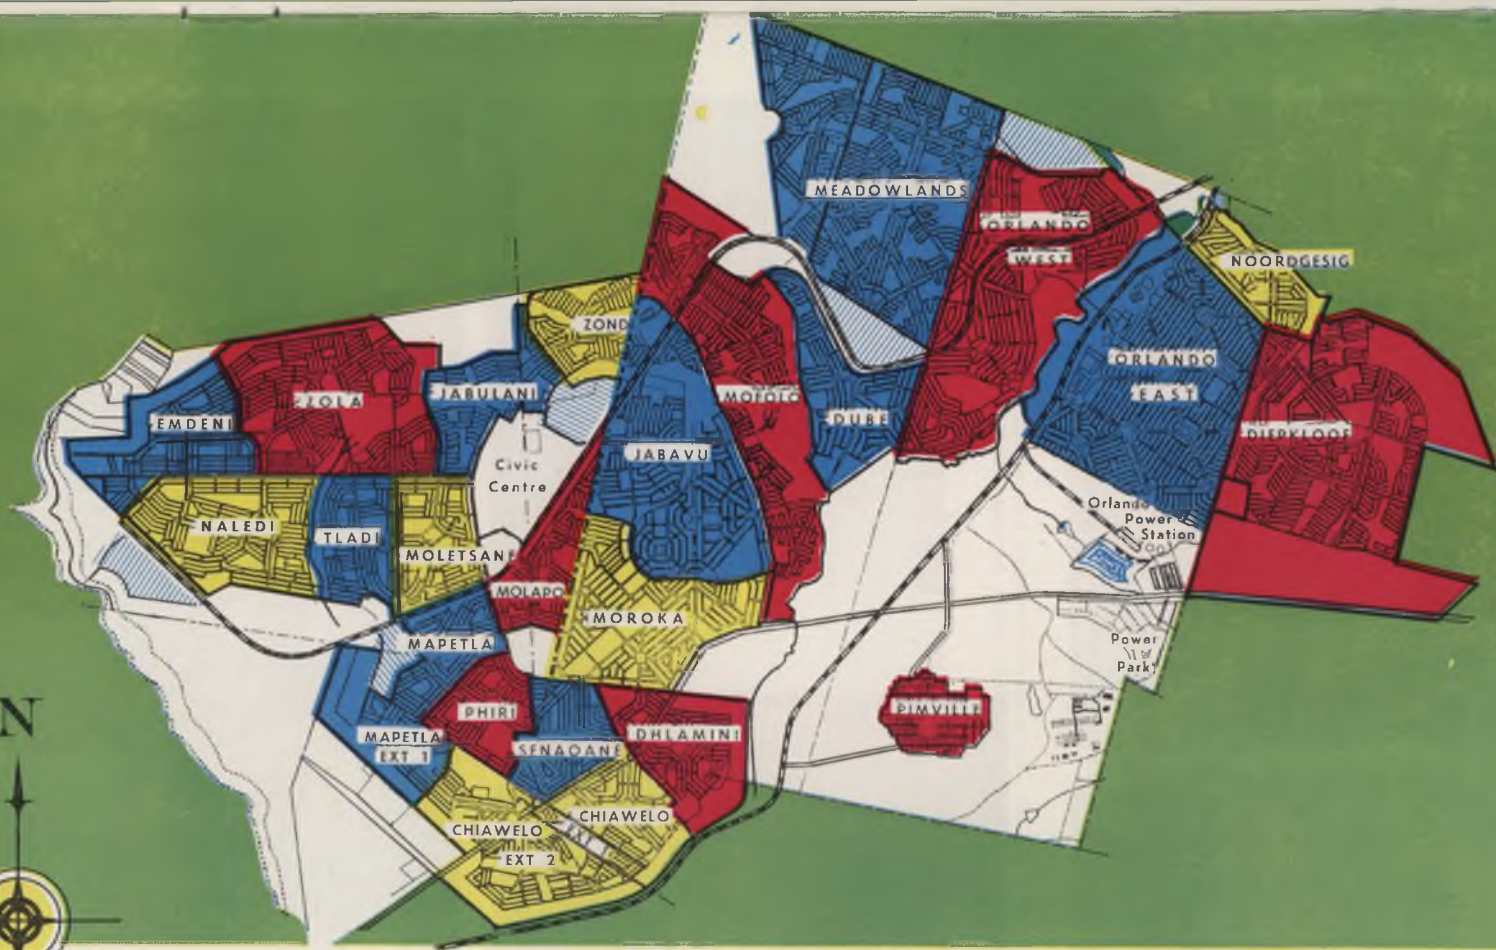 MEADOWLANDS
ORLANDO
WEST
NOORDGESIG
ZOND
ORLANDO
EAST
ZOLA
JABULANI
MOFOLO
DUBE
EMDENI
DIEPKLOOF
JABAVU
Civic
Centre
Orlando
Power
Station
NALEDI
TLADI
MOLETSANE
MOLAPO
MOROKA
MAPETLA
Power
Park
N
PHIRI
PIMVILLE
MAPETLA
EXT 1
SENAOANE
DHLAMINI
CHIAWELO
CHIAWELO
EXT 2